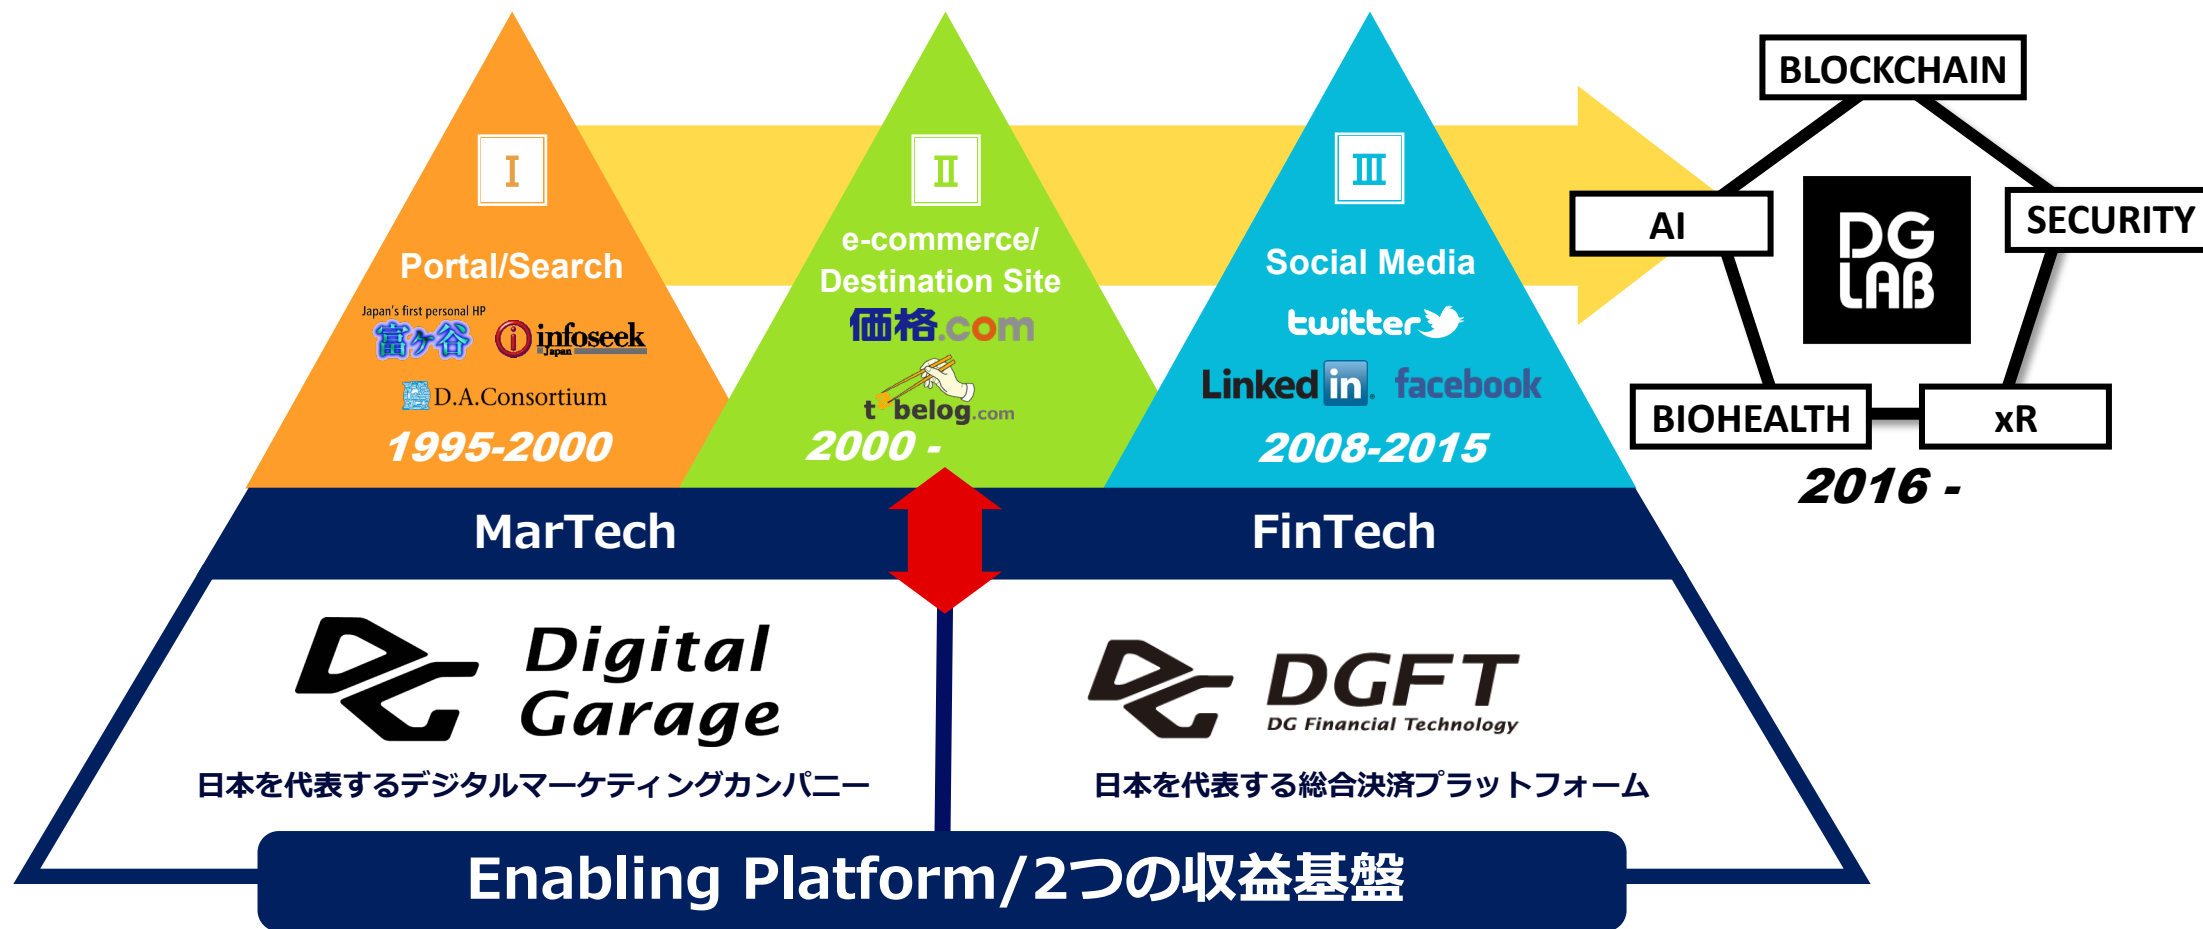 I
Portal/Search
Japan's first personal HP
富ヶ谷
infoseek
Japan
D.A.Consortium
1995-2000
II
e-commerce/
Destination Site
価格.com
tabelog.com
2000 -
III
Social Media
twitter
Linked in.
facebook
2008-2015
BLOCKCHAIN
AI
DG
LAB
SECURITY
BIOHEALTH
xR
2016 -
MarTech
FinTech
Digital
Garage
日本を代表するデジタルマーケティングカンパニー
DGFT
DG Financial Technology
日本を代表する総合決済プラットフォーム
Enabling Platform/2つの収益基盤